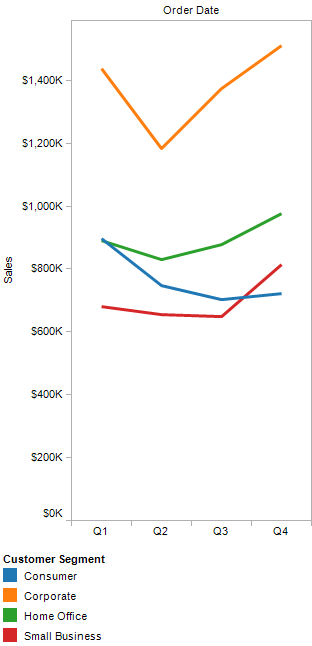 Order Date
$1,400K
$1,200K
$1,000K
$800K
$600K
$400K
$200K
$0K
Sales
Q1 Q2 Q3 Q4
Customer Segment
Consumer
Corporate
Home Office
Small Business